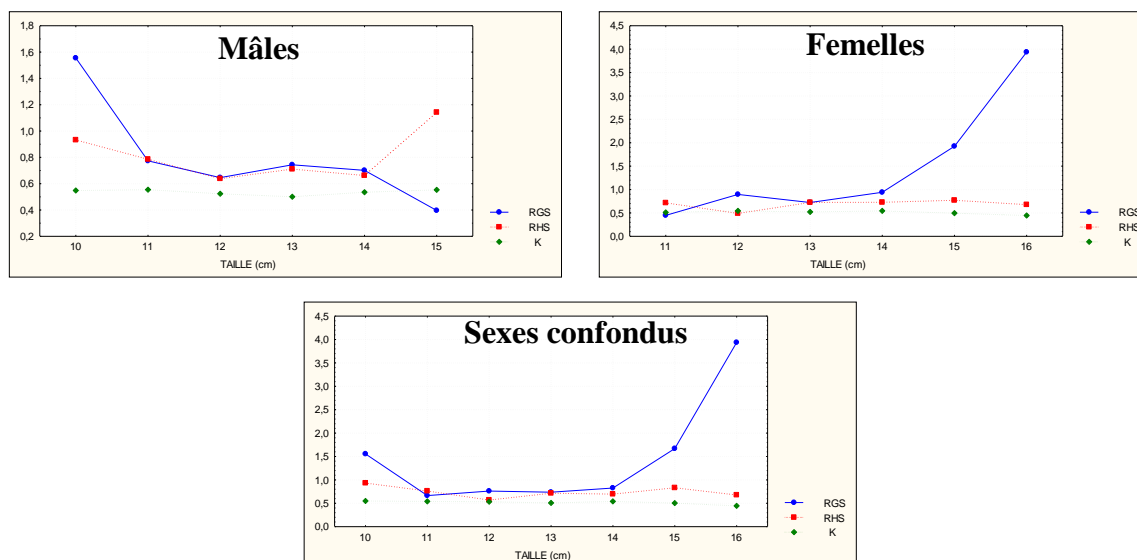 Mâles
1,8
1,6
1,4
1,2
1,0
0,8
0,6
0,4
0,2
10 11 12 13 14 15
TAILLE (cm)
RGS
RHS
K
Femelles
4,5
4,0
3,5
3,0
2,5
2,0
1,5
1,0
0,5
0,0
11 12 13 14 15 16
TAILLE (cm)
RGS
RHS
K
Sexes confondus
4,5
4,0
3,5
3,0
2,5
2,0
1,5
1,0
0,5
0,0
10 11 12 13 14 15 16
TAILLE (cm)
RGS
RHS
K